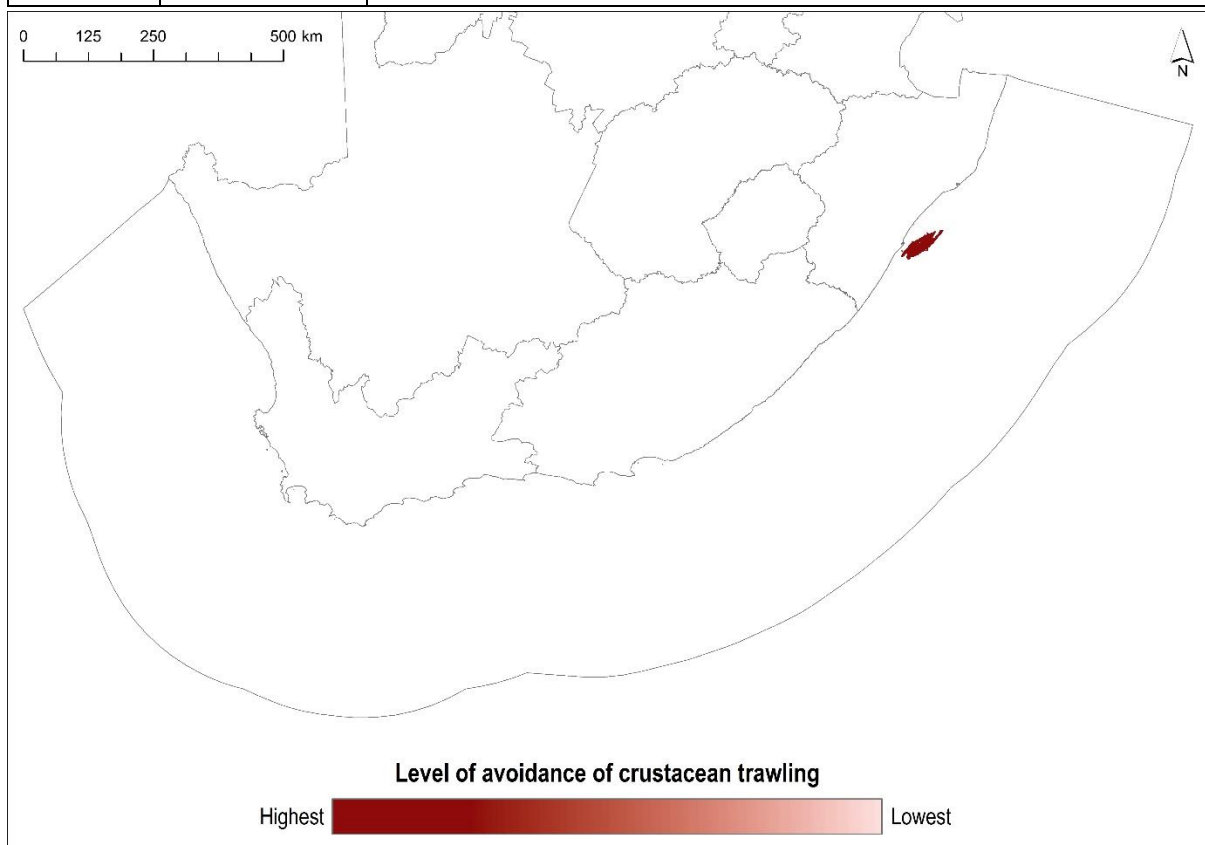 0 125 250 500 km
N
Level of avoidance of crustacean trawling
Highest Lowest